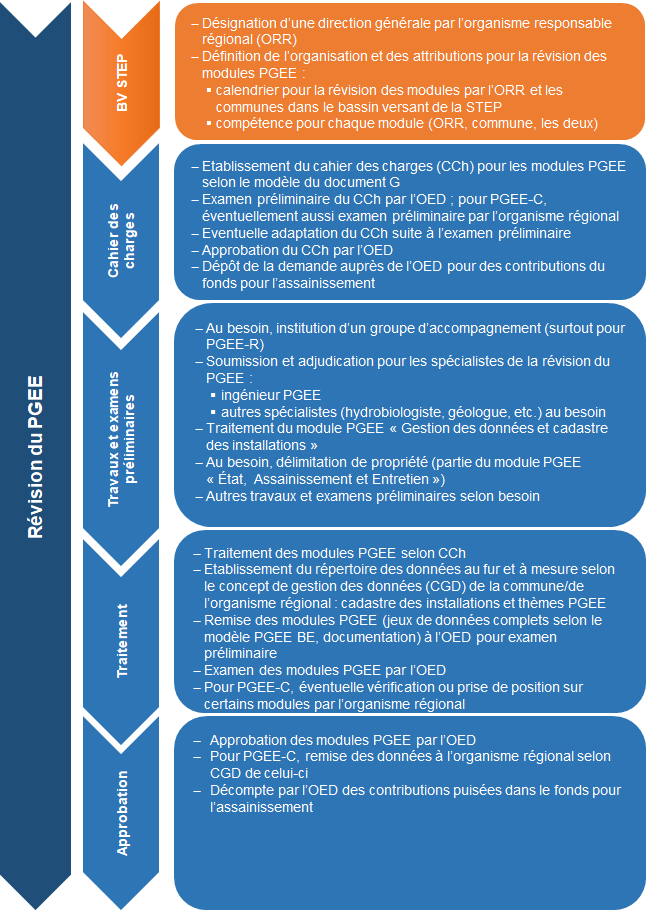 Révision du PGEE
BV STEP
– Désignation d’une direction générale par l’organisme responsable
régional (ORR)
– Définition de l’organisation et des attributions pour la révision des
modules PGEE :
▪ calendrier pour la révision des modules par l’ORR et les
communes dans le bassin versant de la STEP
▪ compétence pour chaque module (ORR, commune, les deux)
Cahier des
charges
– Etablissement du cahier des charges (CCh) pour les modules PGEE
selon le modèle du document G
– Examen préliminaire du CCh par l’OED ; pour PGEE-C,
éventuellement aussi examen préliminaire par l’organisme régional
– Eventuelle adaptation du CCh suite à l’examen préliminaire
– Approbation du CCh par l’OED
– Dépôt de la demande auprès de l’OED pour des contributions du
fonds pour l’assainissement
Travaux et examens
préliminaires
– Au besoin, institution d’un groupe d’accompagnement (surtout pour
PGEE-R)
– Soumission et adjudication pour les spécialistes de la révision du
PGEE :
▪ ingénieur PGEE
▪ autres spécialistes (hydrobiologiste, géologue, etc.) au besoin
– Traitement du module PGEE « Gestion des données et cadastre
des installations »
– Au besoin, délimitation de propriété (partie du module PGEE
« État, Assainissement et Entretien »)
– Autres travaux et examens préliminaires selon besoin
Traitement
– Traitement des modules PGEE selon CCh
– Etablissement du répertoire des données au fur et à mesure selon
le concept de gestion des données (CGD) de la commune/de
l’organisme régional : cadastre des installations et thèmes PGEE
– Remise des modules PGEE (jeux de données complets selon le
modèle PGEE BE, documentation) à l’OED pour examen
préliminaire
– Examen des modules PGEE par l’OED
– Pour PGEE-C, éventuelle vérification ou prise de position sur
certains modules par l’organisme régional
Approbation
– Approbation des modules PGEE par l’OED
– Pour PGEE-C, remise des données à l’organisme régional selon
CGD de celui-ci
– Décompte par l’OED des contributions puisées dans le fonds pour
l’assainissement